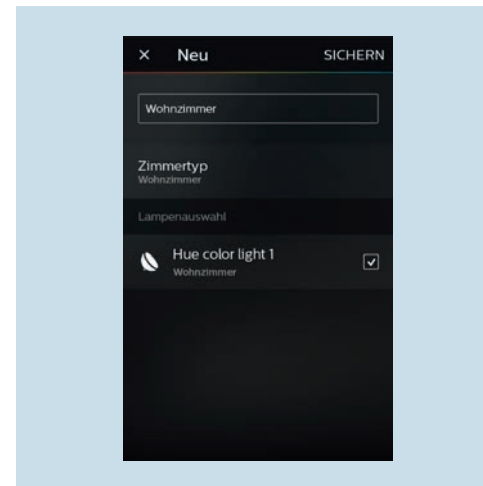 × Neu SICHERN
Wohnzimmer
Zimmertyp
Wohnzimmer
Lampenauswahl
Hue color light 1
Wohnzimmer